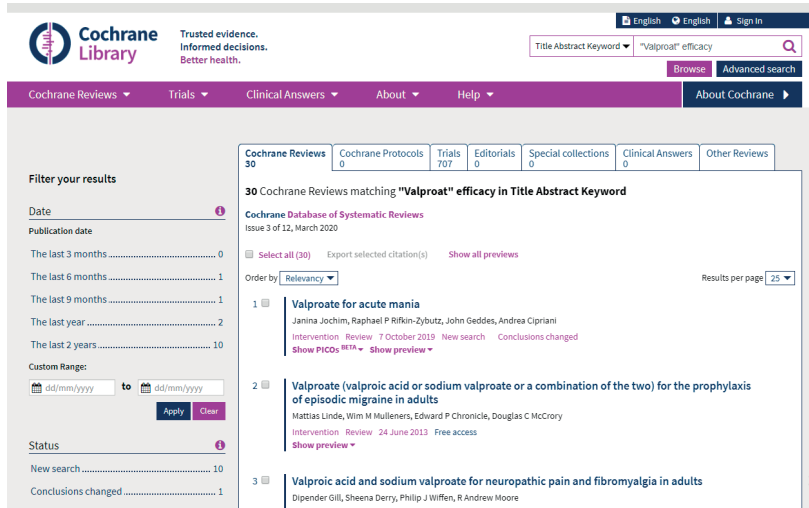 English English Sign In
Cochrane
Library
Trusted evidence.
Informed decisions.
Better health.
Title Abstract Keyword "Valproat" efficacy
Browse Advanced search
Cochrane Reviews Trials Clinical Answers About Help About Cochrane
Filter your results
Date
Publication date
The last 3 months 0
The last 6 months 1
The last 9 months 1
The last year 2
The last 2 years 10
Custom Range:
dd/mm/yyyy to dd/mm/yyyy
Apply Clear
Status
New search 10
Conclusions changed 1
Cochrane Reviews Cochrane Protocols Trials Editorials Special collections Clinical Answers Other Reviews
30 0 707 0 0 0
30 Cochrane Reviews matching "Valproat" efficacy in Title Abstract Keyword
Cochrane Database of Systematic Reviews
Issue 3 of 12, March 2020
Select all (30) Export selected citation(s) Show all previews
Order by Relevancy Results per page 25
1 Valproate for acute mania
Janina Jochim, Raphael P Rifkin-Zybutz, John Geddes, Andrea Cipriani
Intervention Review 7 October 2019 New search Conclusions changed
Show PICOs BETA Show preview
2 Valproate (valproic acid or sodium valproate or a combination of the two) for the prophylaxis
of episodic migraine in adults
Mattias Linde, Wim M Mulleners, Edward P Chronicle, Douglas C McCrory
Intervention Review 24 June 2013 Free access
Show preview
3 Valproic acid and sodium valproate for neuropathic pain and fibromyalgia in adults
Dipender Gill, Sheena Derry, Philip J Wiffen, R Andrew Moore